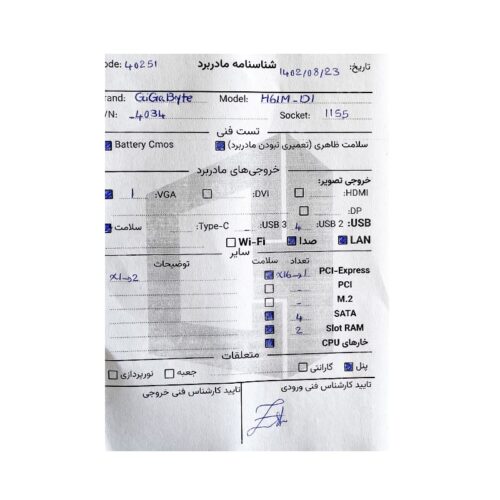 شناسنامه مادربرد
تاریخ: 1402/08/23
ode: 40251
rand: GiGaByte Model: H61M-D1
/N: -4034 Socket: 1155
تست فنی
سلامت ظاهری (تعمیری نبودن مادربرد) Battery Cmos
خروجی‌های مادربرد
خروجی تصویر: HDMI: DVI: VGA: 1
DP:
USB: USB 2: 4 USB 3: - Type-C سلامت
LAN صدا Wi-Fi
سایر
تعداد سلامت توضیحات
PCI-Express x16→1 x1→2
PCI -
M.2 -
SATA 4
Slot RAM 2
خارهای CPU
متعلقات
پنل گارانتی جعبه نورپردازی
تایید کارشناس فنی ورودی تایید کارشناس فنی خروجی